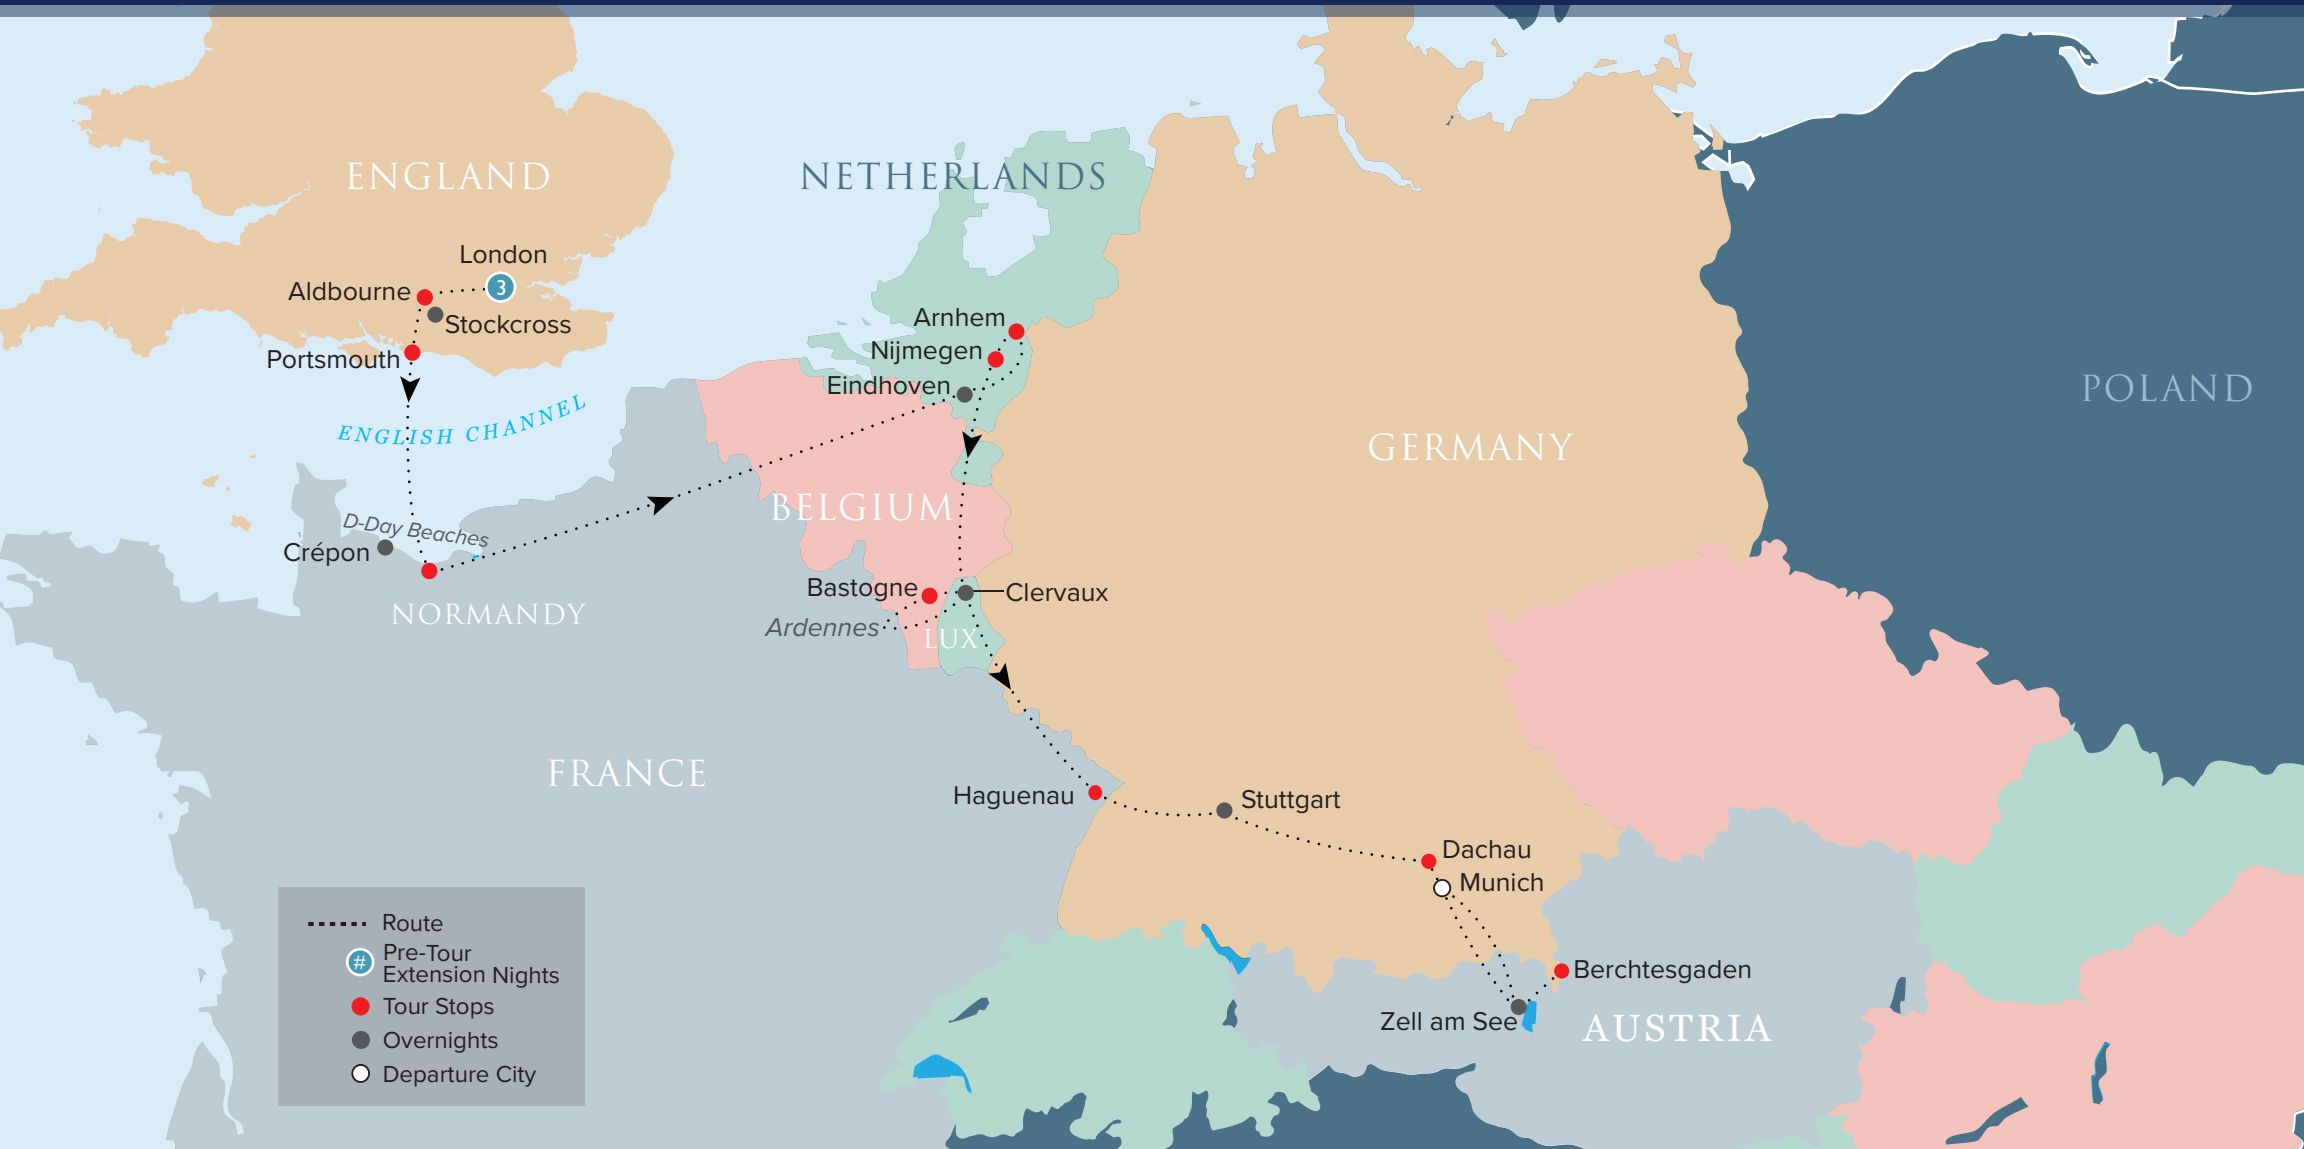 ENGLAND
NETHERLANDS
London
3
Aldbourne
Stockcross
Portsmouth
Arnhem
Nijmegen
Eindhoven
POLAND
ENGLISH CHANNEL
GERMANY
BELGIUM
D-Day Beaches
Crépon
NORMANDY
Bastogne
Clervaux
Ardennes
LUX
FRANCE
Haguenau
Stuttgart
Dachau
Munich
Berchtesgaden
Zell am See
AUSTRIA
Route
#
Pre-Tour
Extension Nights
Tour Stops
Overnights
Departure City